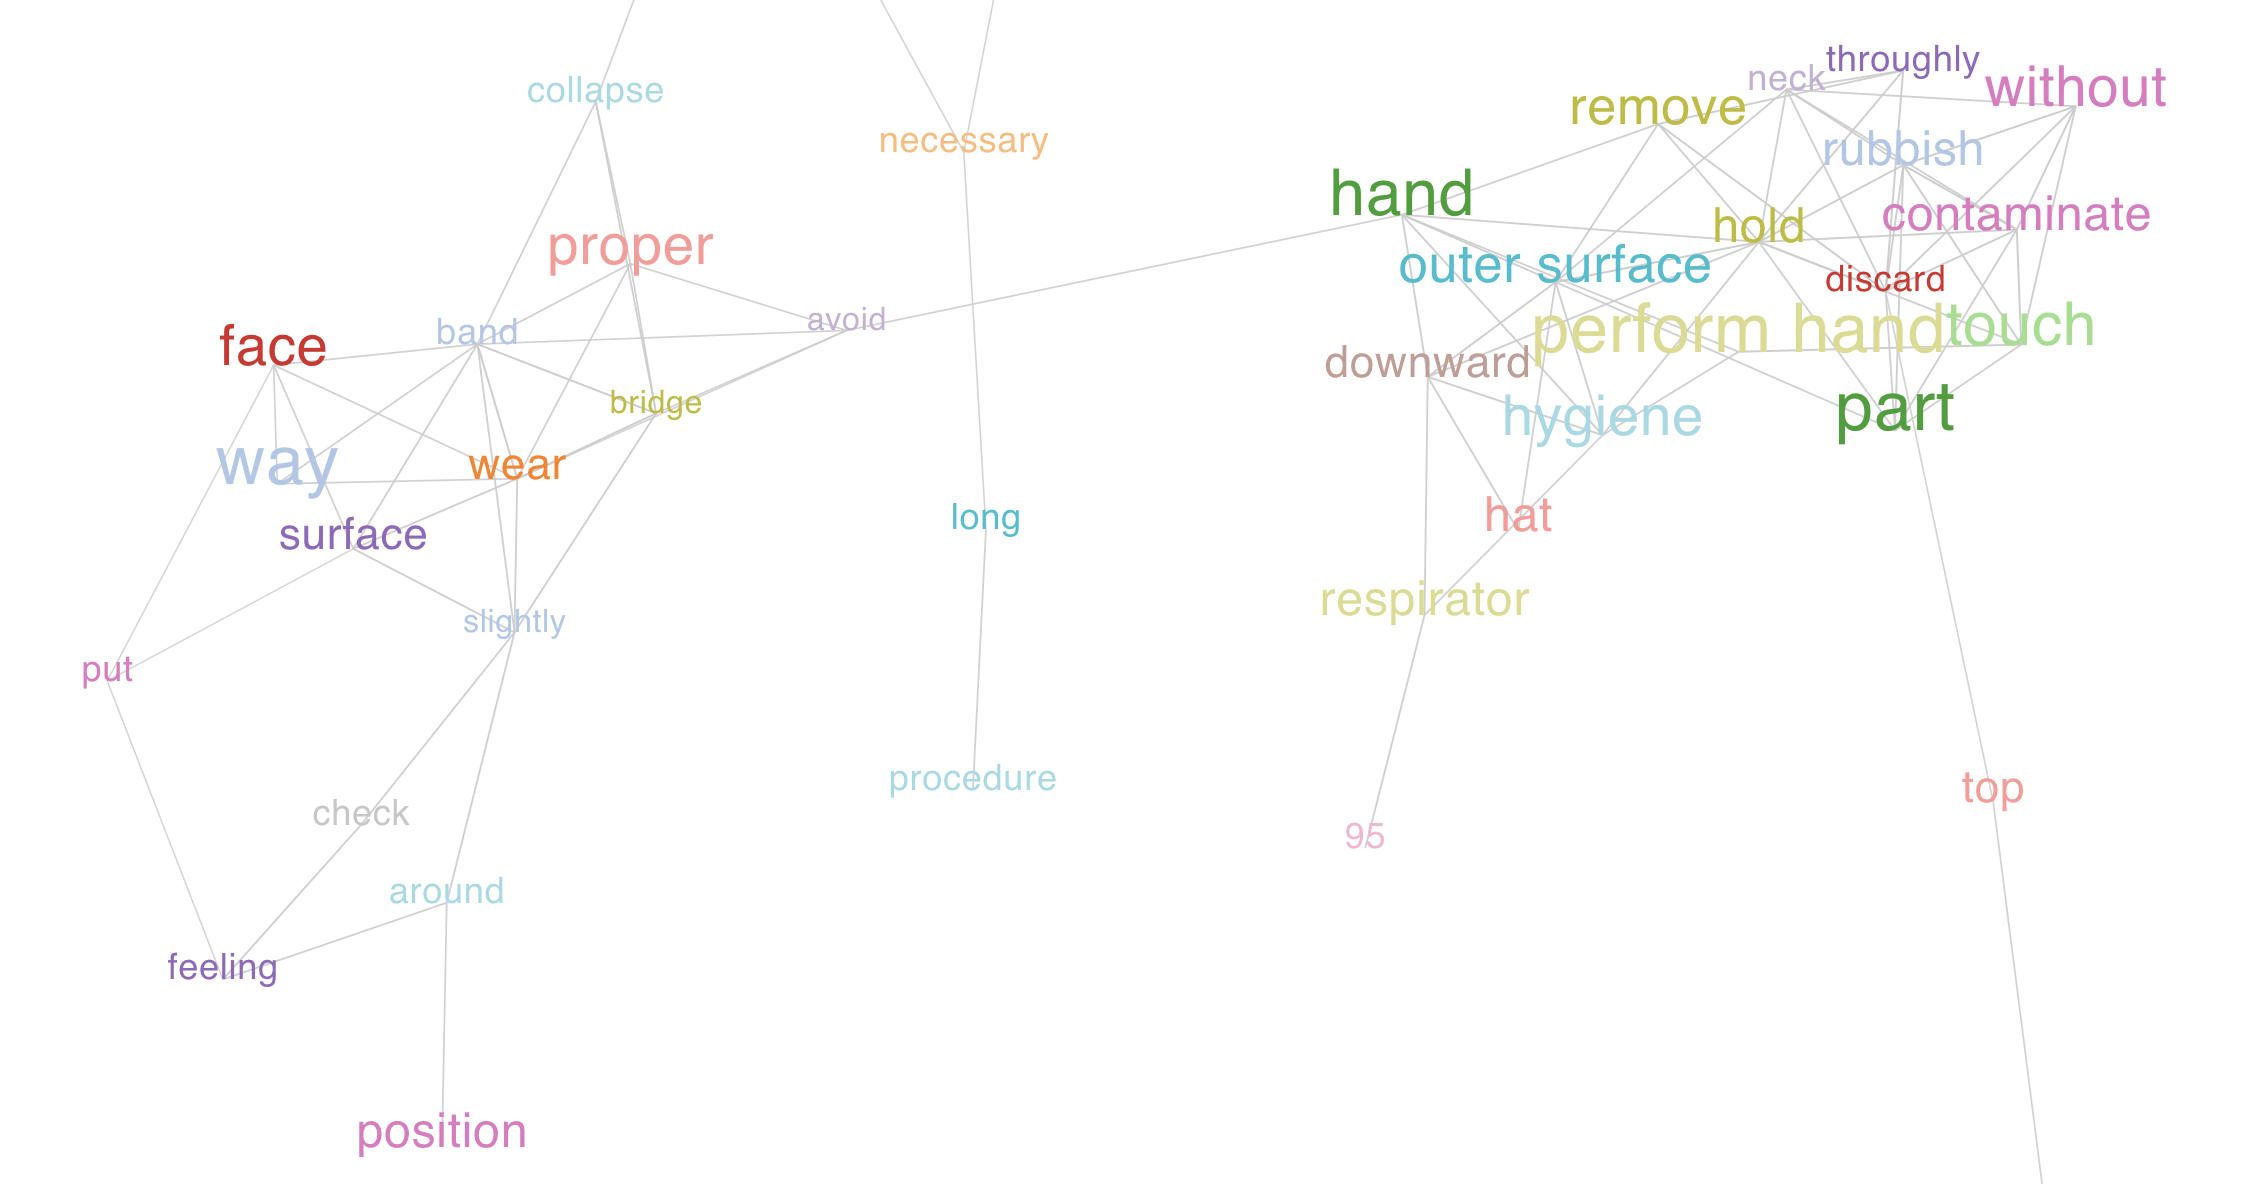 collapse
necessary
proper
avoid
band
face
bridge
way
wear
surface
long
slightly
put
procedure
check
around
feeling
position
throughly
neck
without
remove
rubbish
hand
contaminate
hold
outer surface
discard
perform hand
touch
downward
hygiene
part
hat
respirator
top
95